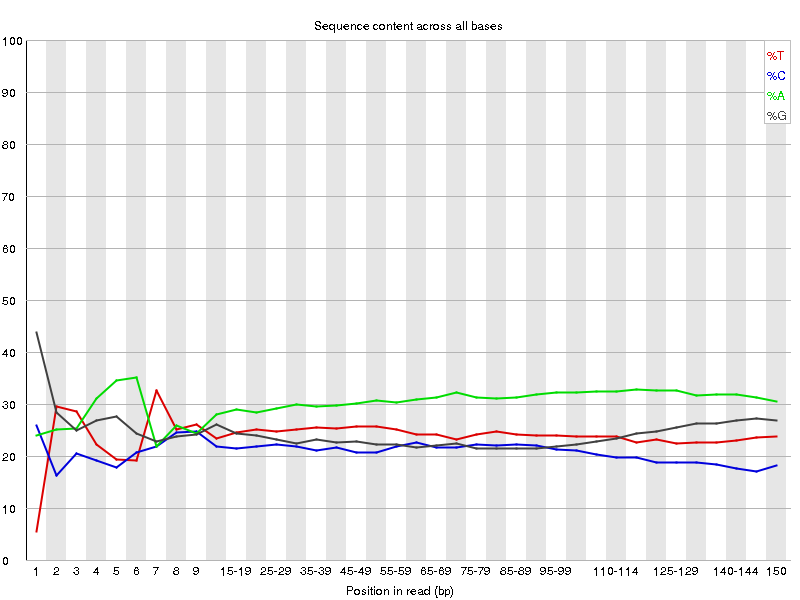 Sequence content across all bases
100
90
80
70
60
50
40
30
20
10
0
%T
%C
%A
%G
1 2 3 4 5 6 7 8 9 15-19 25-29 35-39 45-49 55-59 65-69 75-79 85-89 95-99 110-114 125-129 140-144 150
Position in read (bp)